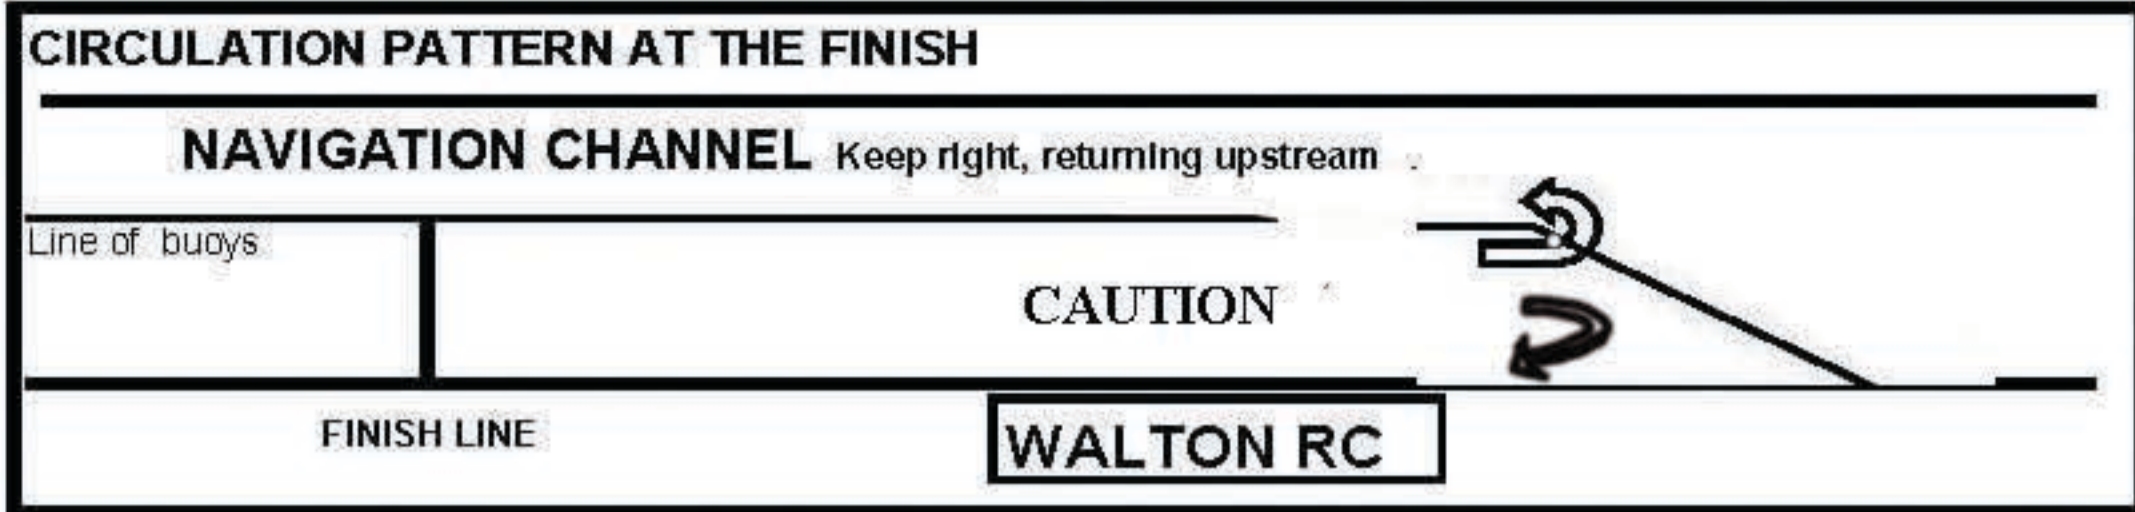 CIRCULATION PATTERN AT THE FINISH
NAVIGATION CHANNEL Keep right, returning upstream
Line of buoys
CAUTION
FINISH LINE
WALTON RC